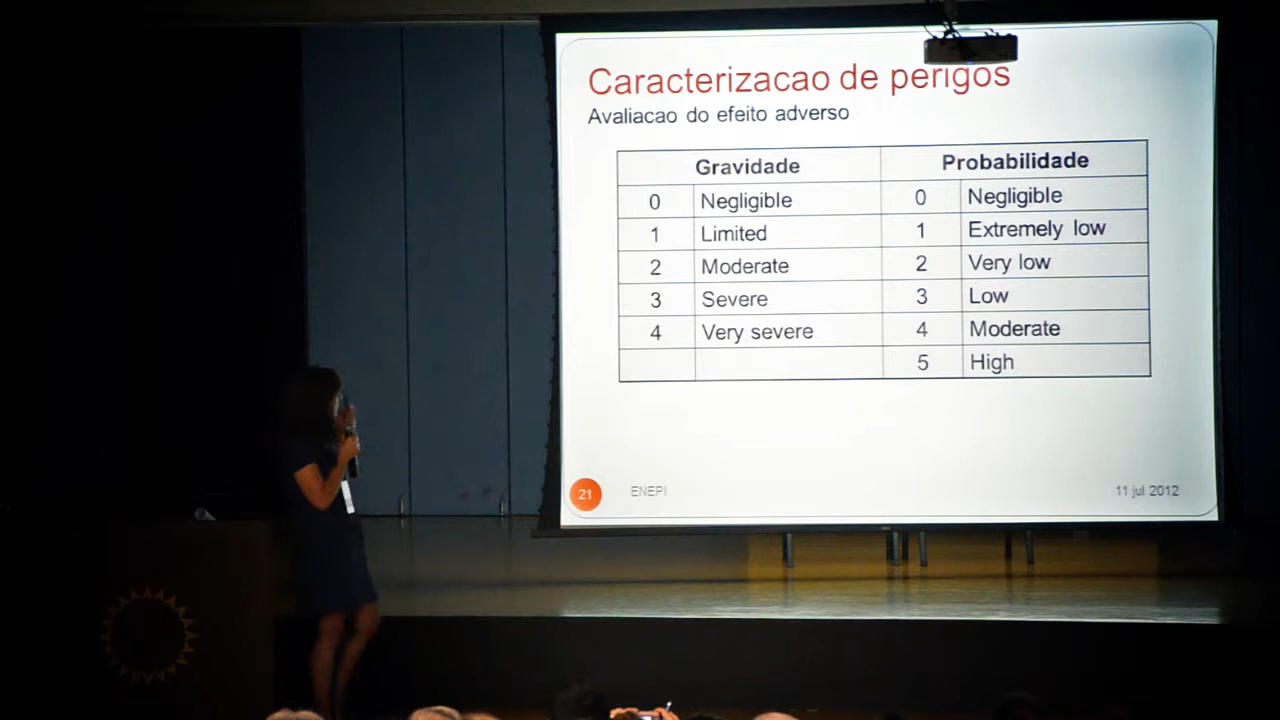 Caracterizacao de perigos
Avaliacao do efeito adverso
Gravidade Probabilidade
0 Negligible 0 Negligible
1 Limited 1 Extremely low
2 Moderate 2 Very low
3 Severe 3 Low
4 Very severe 4 Moderate
5 High
21 ENEPI 11 jul 2012